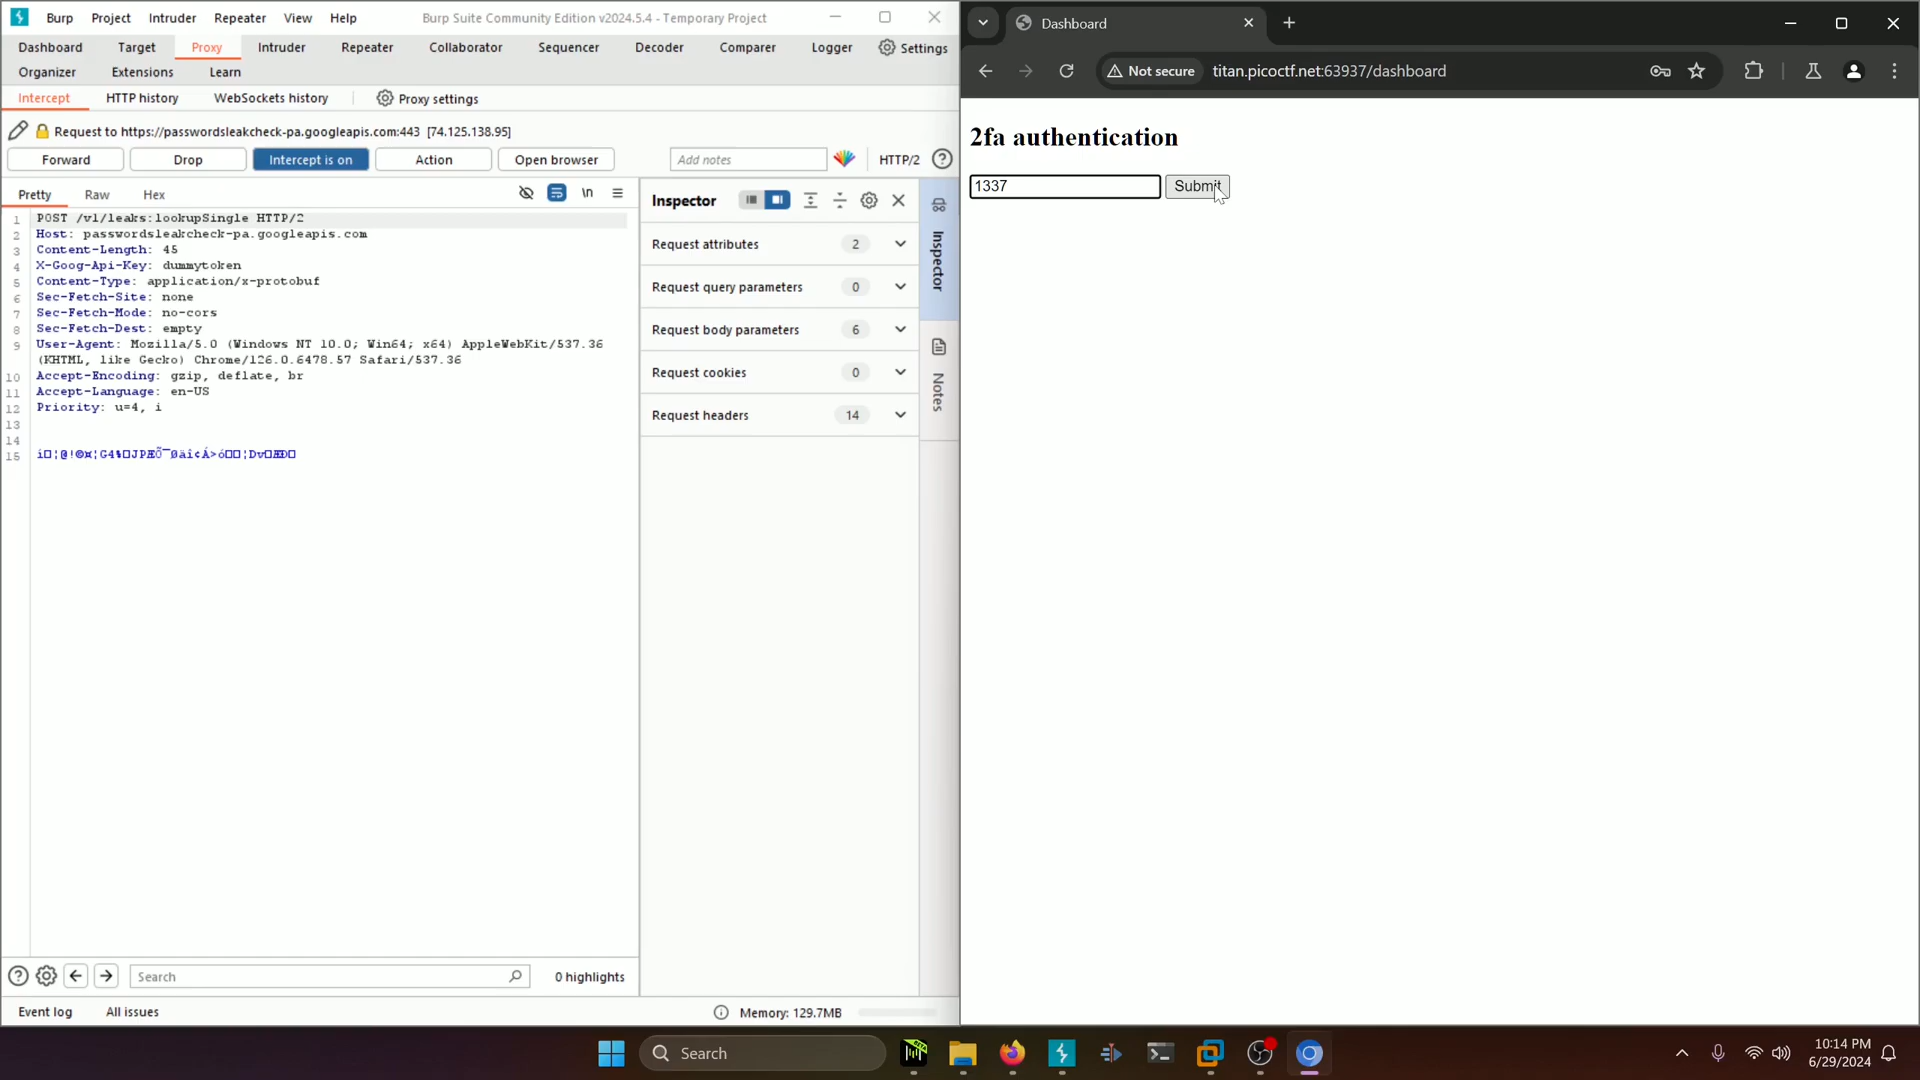 Burp Project Intruder Repeater View Help Burp Suite Community Edition v2024.5.4 - Temporary Project
Dashboard Target Proxy Intruder Repeater Collaborator Sequencer Decoder Comparer Logger Settings
Organizer Extensions Learn
Intercept HTTP history WebSockets history Proxy settings
Request to https://passwordsleakcheck-pa.googleapis.com:443 [74.125.138.95]
Forward Drop Intercept is on Action Open browser Add notes HTTP/2
Pretty Raw Hex \n
1 POST /v1/leaks:lookupSingle HTTP/2
2 Host: passwordsleakcheck-pa.googleapis.com
3 Content-Length: 45
4 X-Goog-Api-Key: dummytoken
5 Content-Type: application/x-protobuf
6 Sec-Fetch-Site: none
7 Sec-Fetch-Mode: no-cors
8 Sec-Fetch-Dest: empty
9 User-Agent: Mozilla/5.0 (Windows NT 10.0; Win64; x64) AppleWebKit/537.36
(KHTML, like Gecko) Chrome/126.0.6478.57 Safari/537.36
10 Accept-Encoding: gzip, deflate, br
11 Accept-Language: en-US
12 Priority: u=4, i
13
14
15
Inspector
Request attributes 2
Request query parameters 0
Request body parameters 6
Request cookies 0
Request headers 14
Inspector
Notes
Search 0 highlights
Event log All issues Memory: 129.7MB
Dashboard
Not secure titan.picoctf.net:63937/dashboard
2fa authentication
1337 Submit
Search
10:14 PM
6/29/2024